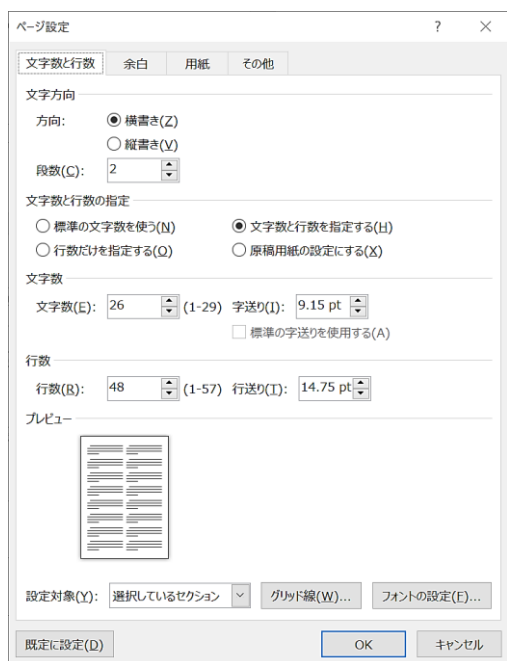 ページ設定 ?
文字数と行数 余白 用紙 その他
文字方向
方向: 横書き(Z)
縦書き(V)
段数(C): 2
文字数と行数の指定
標準の文字数を使う(N) 文字数と行数を指定する(H)
行数だけを指定する(O) 原稿用紙の設定にする(X)
文字数
文字数(E): 26 (1-29) 字送り(I): 9.15 pt
標準の字送りを使用する(A)
行数
行数(R): 48 (1-57) 行送り(T): 14.75 pt
プレビュー
設定対象(Y): 選択しているセクション グリッド線(W)... フォントの設定(F)...
既定に設定(D) OK キャンセル